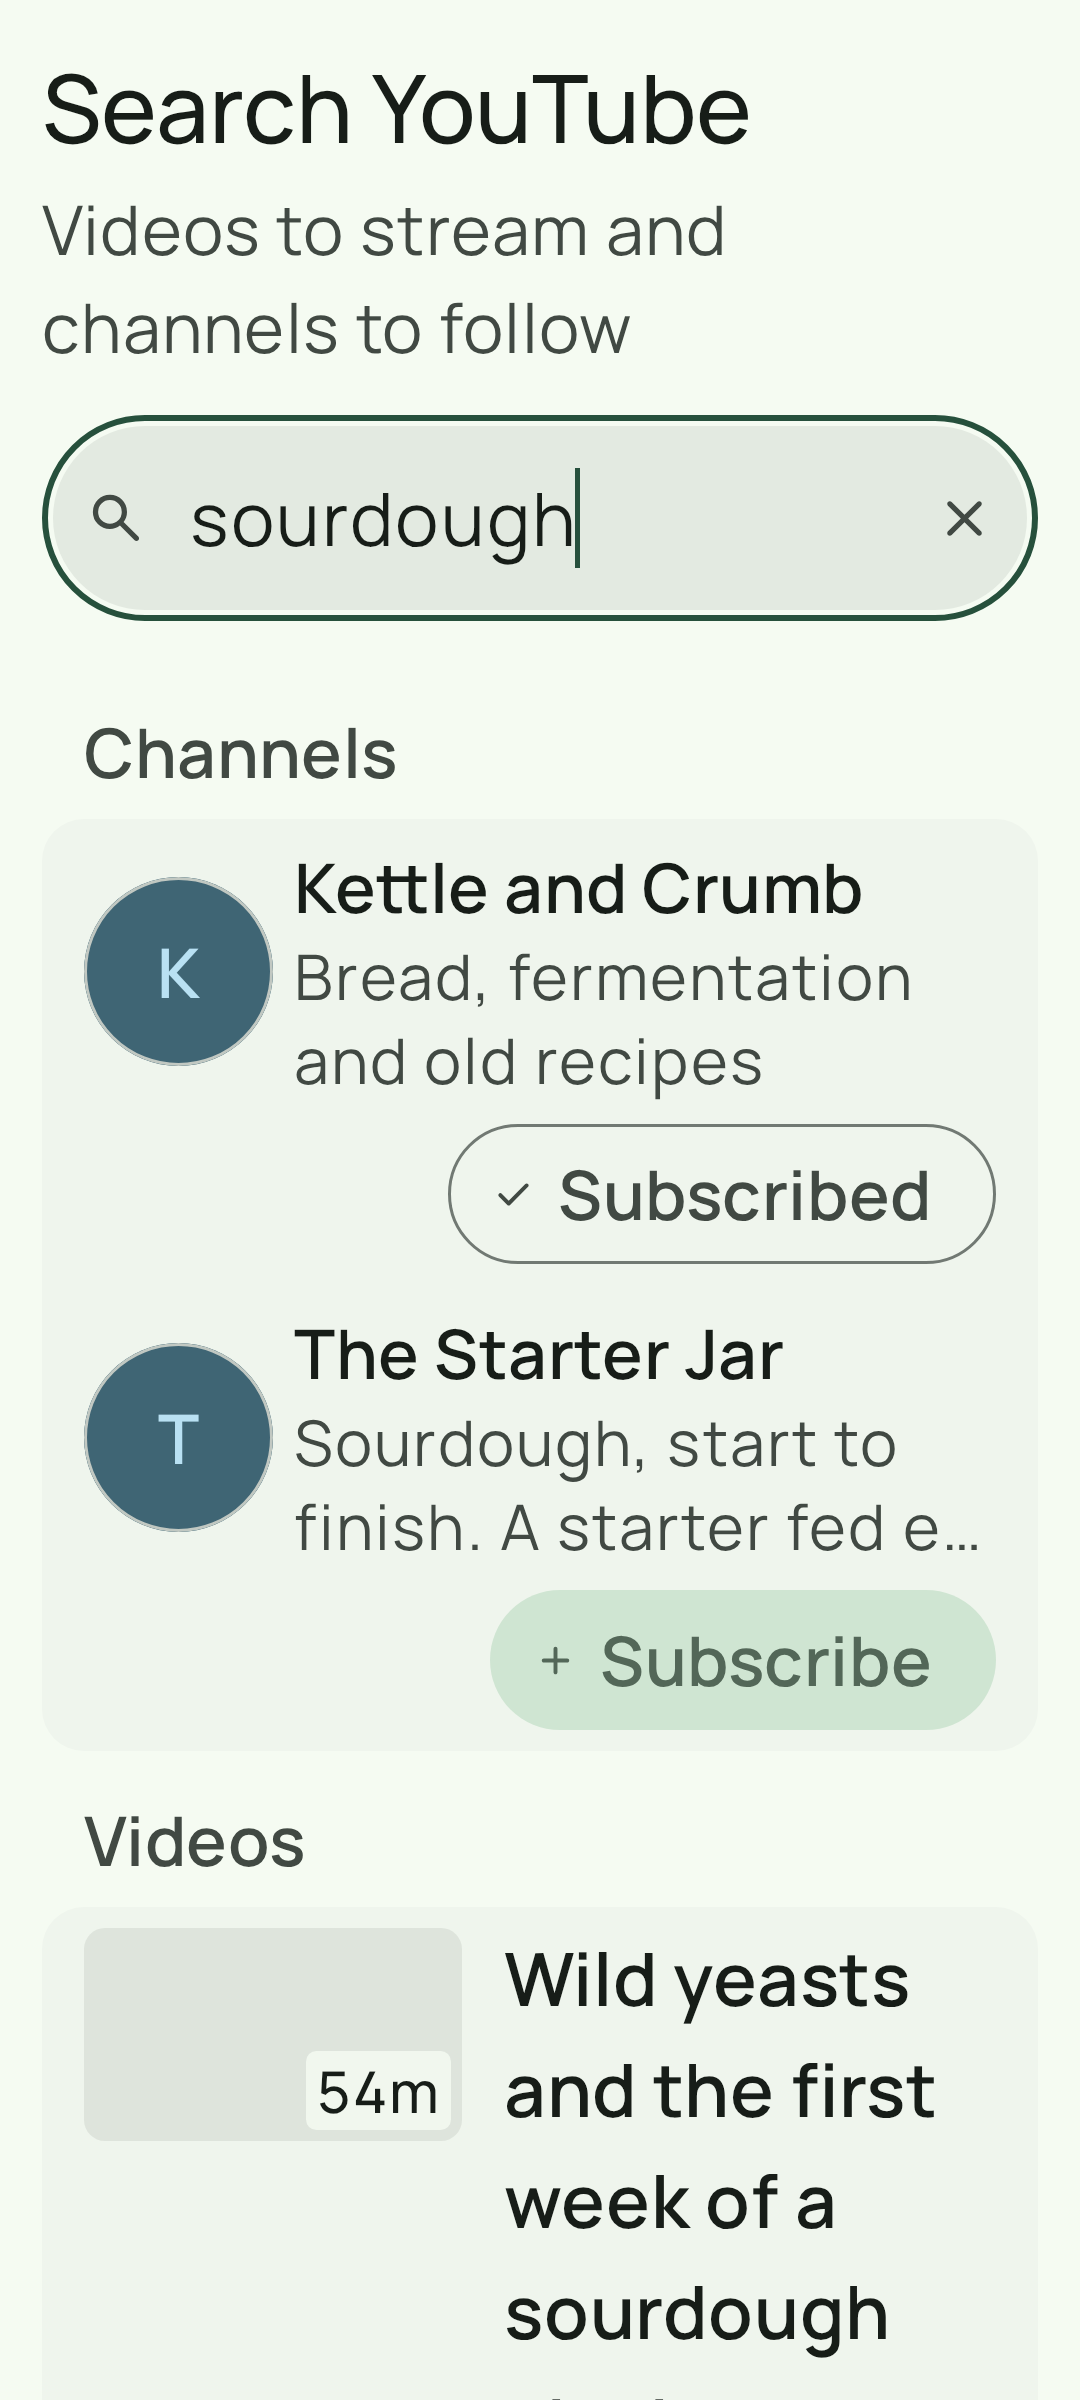 Search YouTube
Videos to stream and
channels to follow
sourdough
Channels
K
Kettle and Crumb
Bread, fermentation
and old recipes
Subscribed
T
The Starter Jar
Sourdough, start to
finish. A starter fed e…
Subscribe
Videos
54m
Wild yeasts
and the first
week of a
sourdough